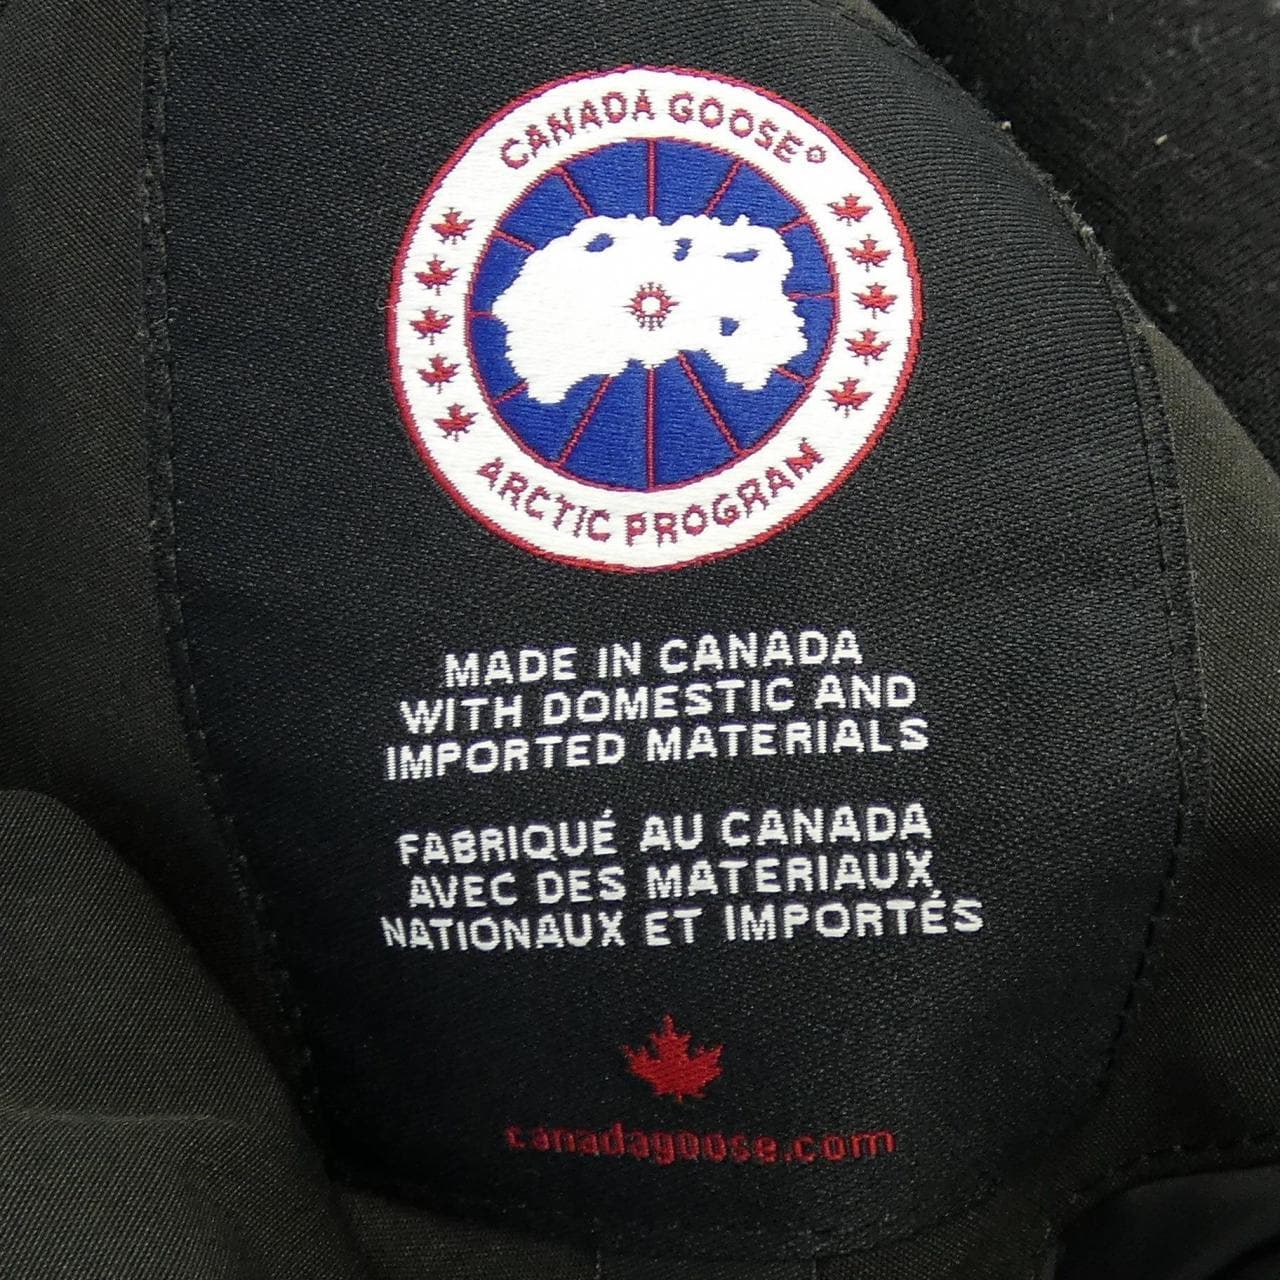 CANADA GOOSE®
ARCTIC PROGRAM
MADE IN CANADA
WITH DOMESTIC AND
IMPORTED MATERIALS
FABRIQUÉ AU CANADA
AVEC DES MATERIAUX
NATIONAUX ET IMPORTÉS
canadagoose.com